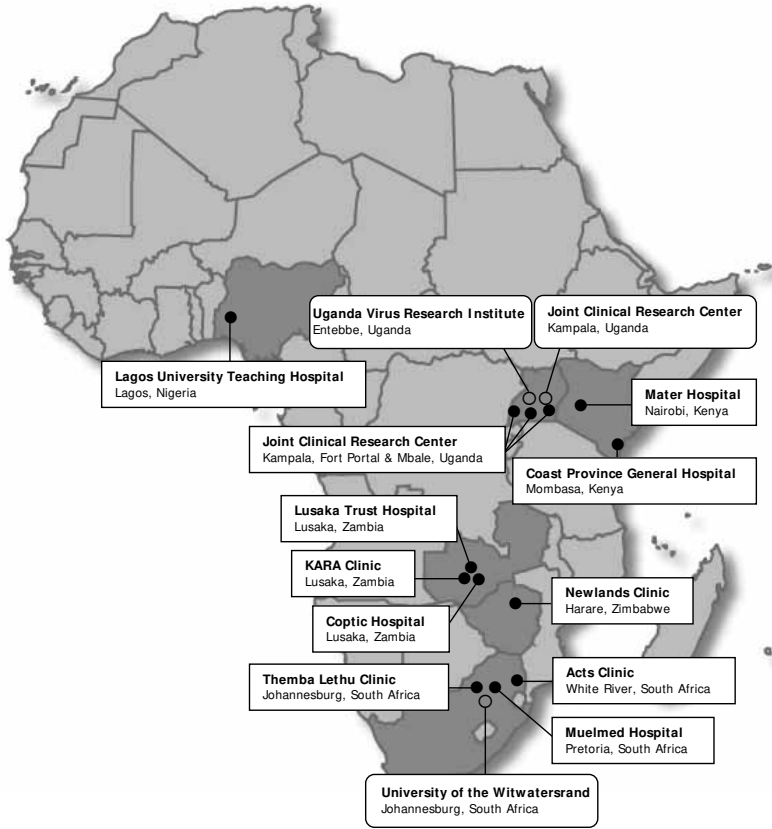 Uganda Virus Research Institute
Entebbe, Uganda
Joint Clinical Research Center
Kampala, Uganda
Lagos University Teaching Hospital
Lagos, Nigeria
Mater Hospital
Nairobi, Kenya
Joint Clinical Research Center
Kampala, Fort Portal & Mbale, Uganda
Coast Province General Hospital
Mombasa, Kenya
Lusaka Trust Hospital
Lusaka, Zambia
KARA Clinic
Lusaka, Zambia
Newlands Clinic
Harare, Zimbabwe
Coptic Hospital
Lusaka, Zambia
Themba Lethu Clinic
Johannesburg, South Africa
Acts Clinic
White River, South Africa
Muelmed Hospital
Pretoria, South Africa
University of the Witwatersrand
Johannesburg, South Africa